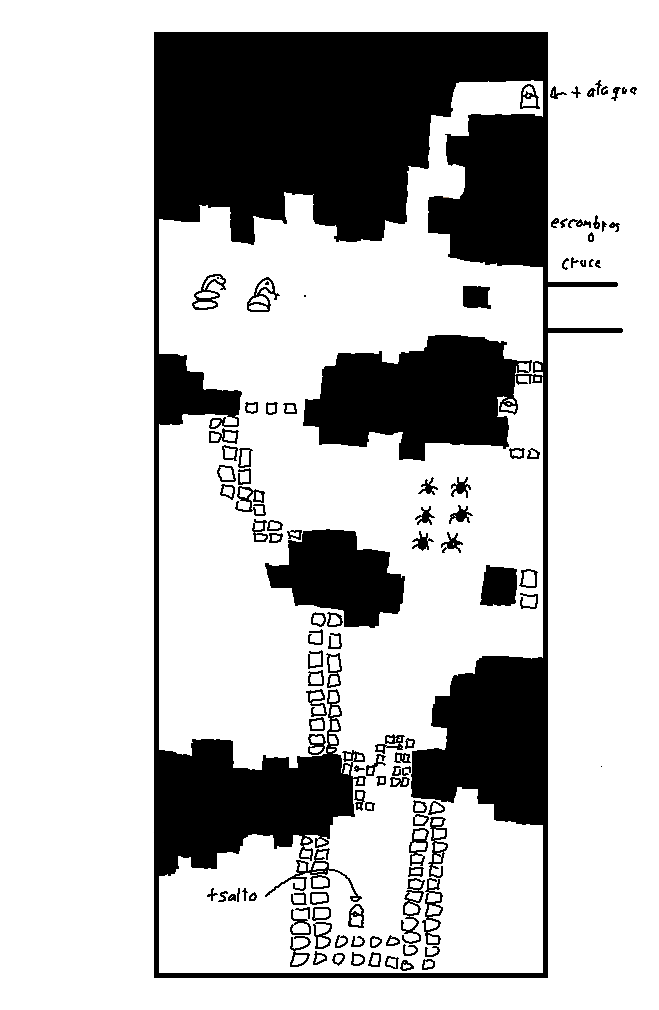 + ataque
escombros
o
cruce
+salto